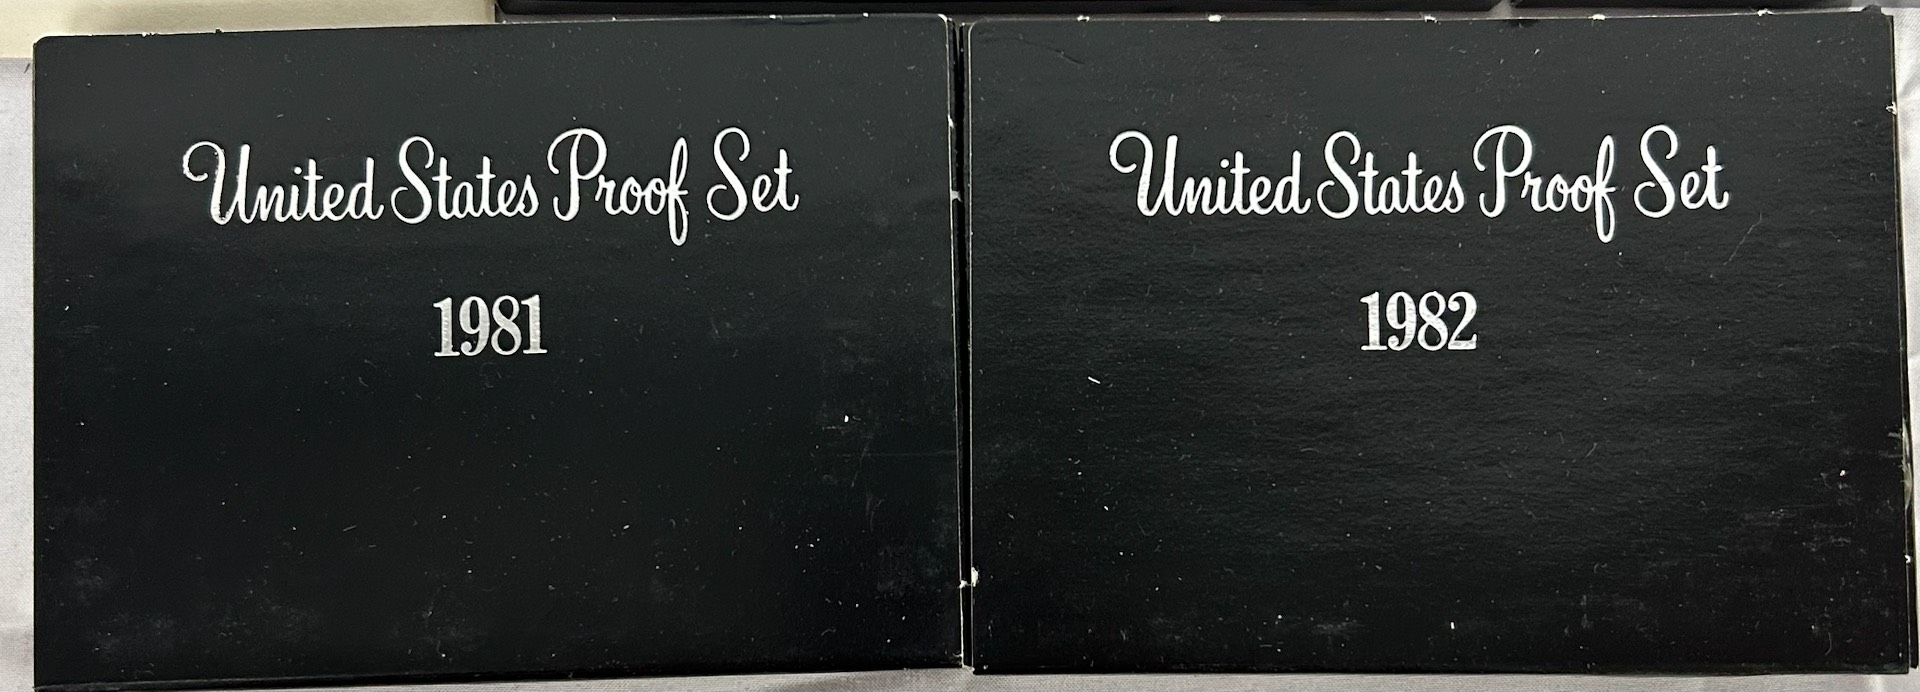 United States Proof Set
1981
United States Proof Set
1982